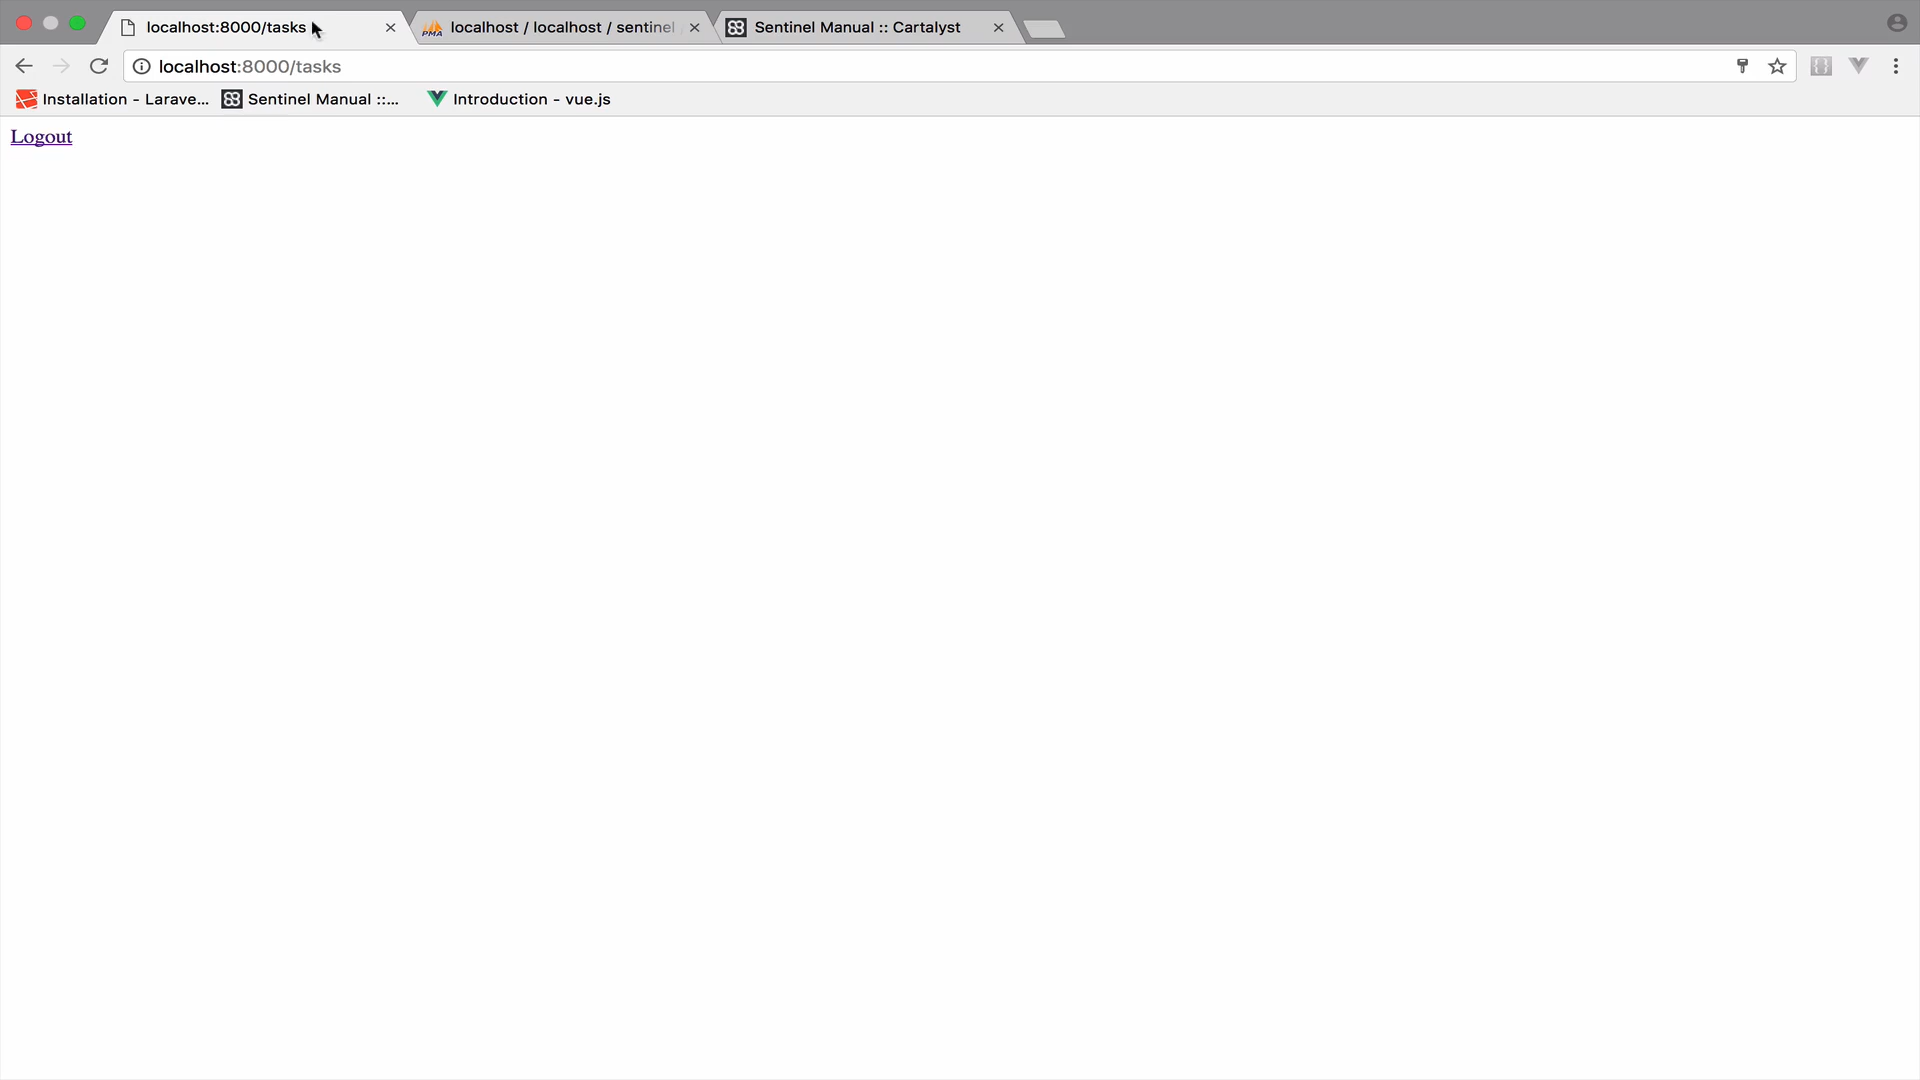 localhost:8000/tasks
PMA localhost / localhost / sentinel
Sentinel Manual :: Cartalyst
localhost:8000/tasks
Installation - Larave...
Sentinel Manual ::...
Introduction - vue.js
Logout